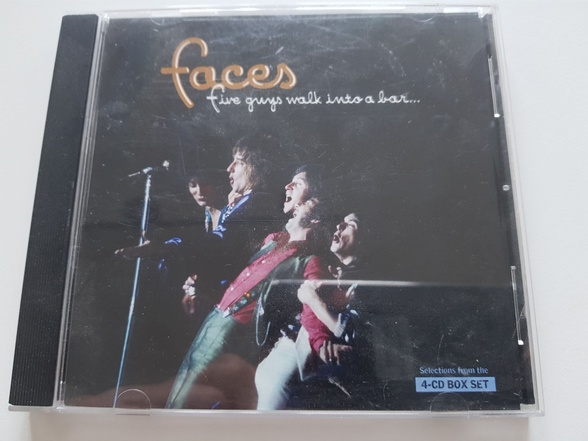 faces
five guys walk into a bar...
Selections from the
4-CD BOX SET